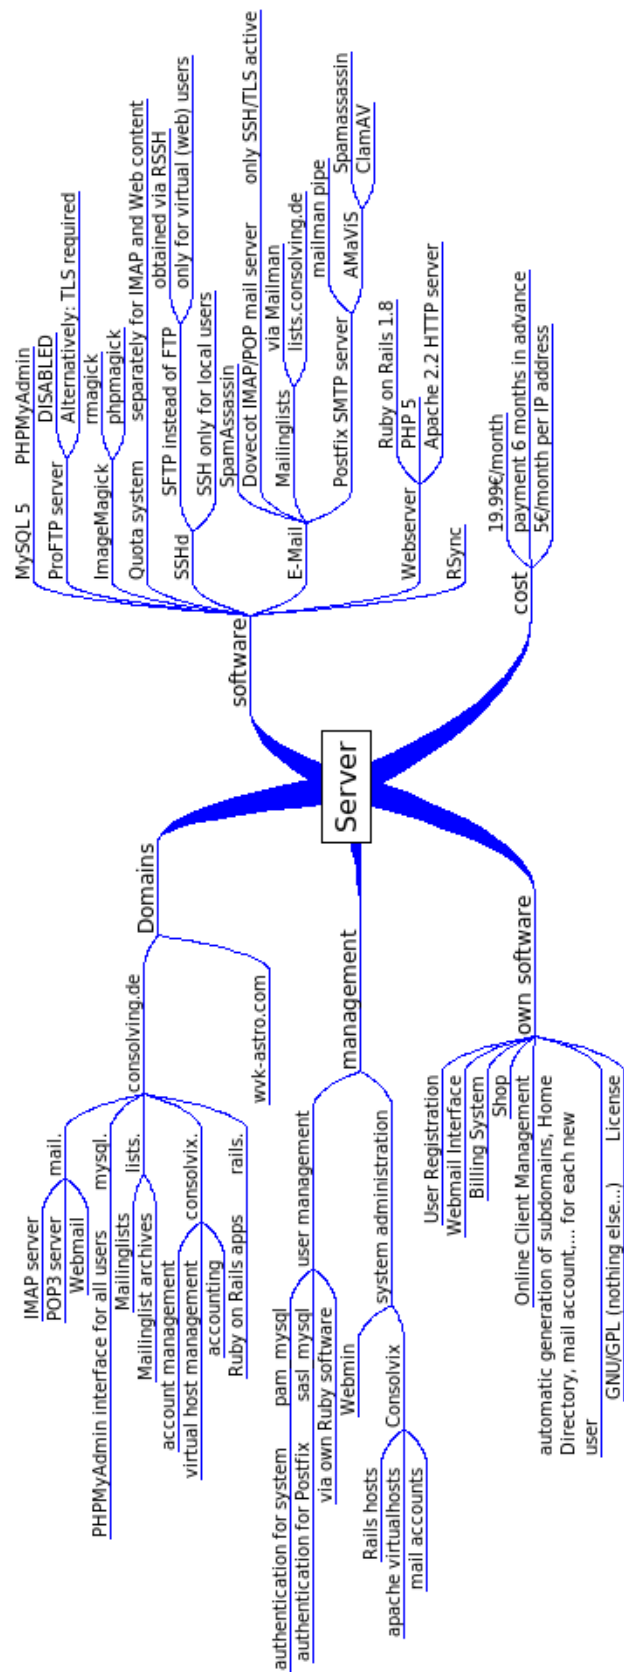 Server
Domains
consolving.de
mail.
IMAP server
POP3 server
Webmail
mysql.
PHPMyAdmin interface for all users
lists.
Mailinglists
Mailinglist archives
consolvix.
account management
virtual host management
accounting
rails.
Ruby on Rails apps
wvk-astro.com
management
user management
pam mysql
authentication for system
sasl mysql
authentication for Postfix
via own Ruby software
system administration
Webmin
Consolvix
Rails hosts
apache virtualhosts
mail accounts
own software
User Registration
Webmail Interface
Billing System
Shop
Online Client Management
automatic generation of subdomains, Home
Directory, mail account,... for each new
user
License
GNU/GPL (nothing else...)
software
MySQL 5
PHPMyAdmin
ProFTP server
DISABLED
Alternatively: TLS required
ImageMagick
rmagick
phpmagick
Quota system
separately for IMAP and Web content
SSHd
SFTP instead of FTP
obtained via RSSH
only for virtual (web) users
SSH only for local users
E-Mail
SpamAssassin
Dovecot IMAP/POP mail server
only SSH/TLS active
Mailinglists
via Mailman
lists.consolving.de
Postfix SMTP server
mailman pipe
AMaViS
Spamassassin
ClamAV
Webserver
Ruby on Rails 1.8
PHP 5
Apache 2.2 HTTP server
RSync
cost
19.99€/month
payment 6 months in advance
5€/month per IP address